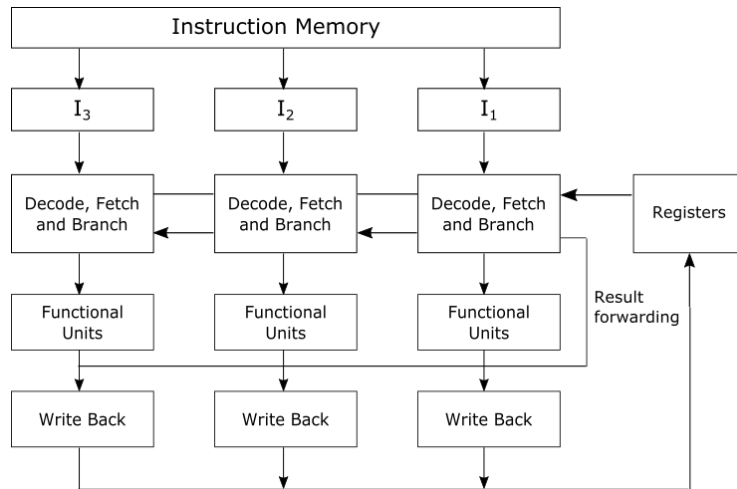 Instruction Memory
I₃
I₂
I₁
Decode, Fetch
and Branch
Decode, Fetch
and Branch
Decode, Fetch
and Branch
Registers
Functional
Units
Functional
Units
Functional
Units
Result
forwarding
Write Back
Write Back
Write Back